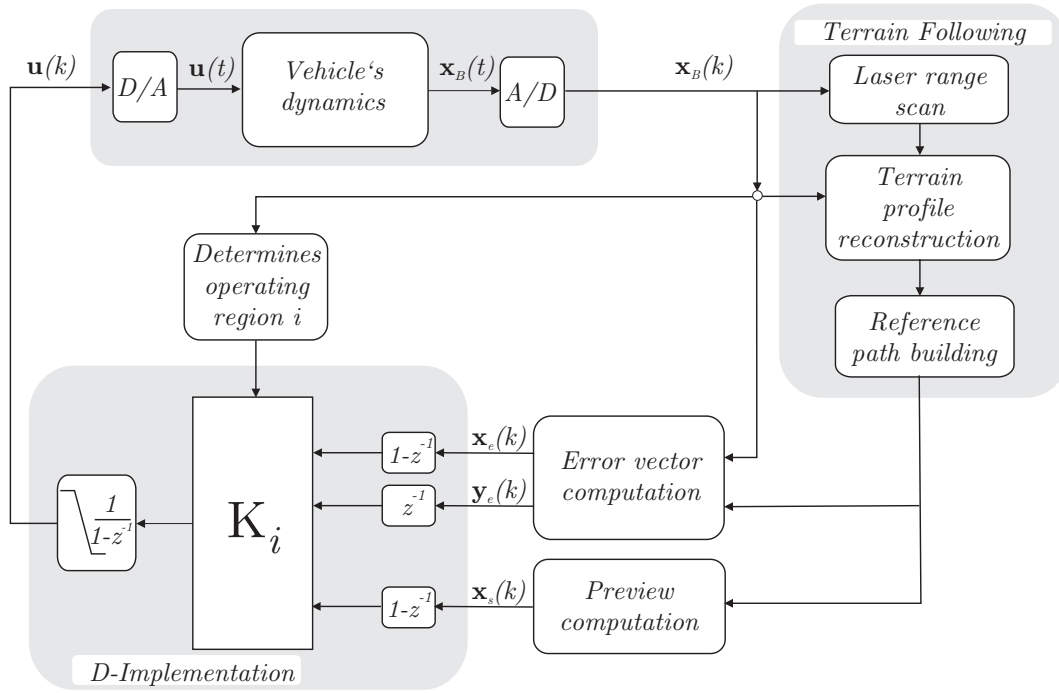 Terrain Following
u(k)
D/A
u(t)
Vehicle‘s
dynamics
x_B(t)
A/D
x_B(k)
Laser range
scan
Terrain
profile
reconstruction
Determines
operating
region i
Reference
path building
x_e(k)
1-z^-1
Error vector
computation
y_e(k)
z^-1
K_i
1
1-z^-1
x_s(k)
1-z^-1
Preview
computation
D-Implementation